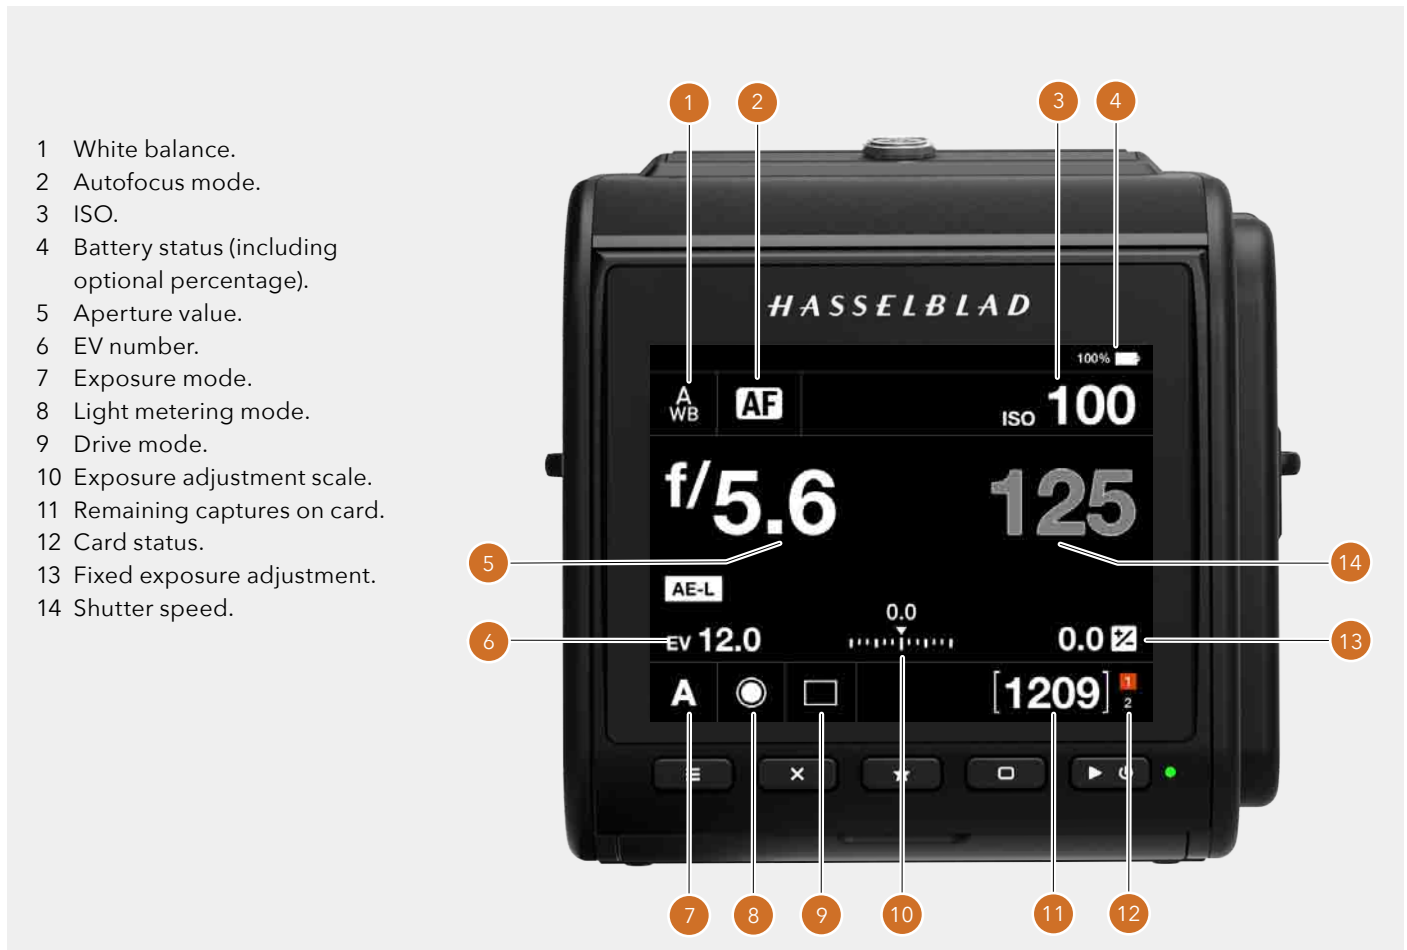 1 White balance.
2 Autofocus mode.
3 ISO.
4 Battery status (including
optional percentage).
5 Aperture value.
6 EV number.
7 Exposure mode.
8 Light metering mode.
9 Drive mode.
10 Exposure adjustment scale.
11 Remaining captures on card.
12 Card status.
13 Fixed exposure adjustment.
14 Shutter speed.
1 2 3 4
HASSELBLAD
100%
A
WB
AF
ISO 100
f/5.6 125
5 14
AE-L
0.0
6 EV 12.0 0.0 13
A [1209] 1
2
7 8 9 10 11 12